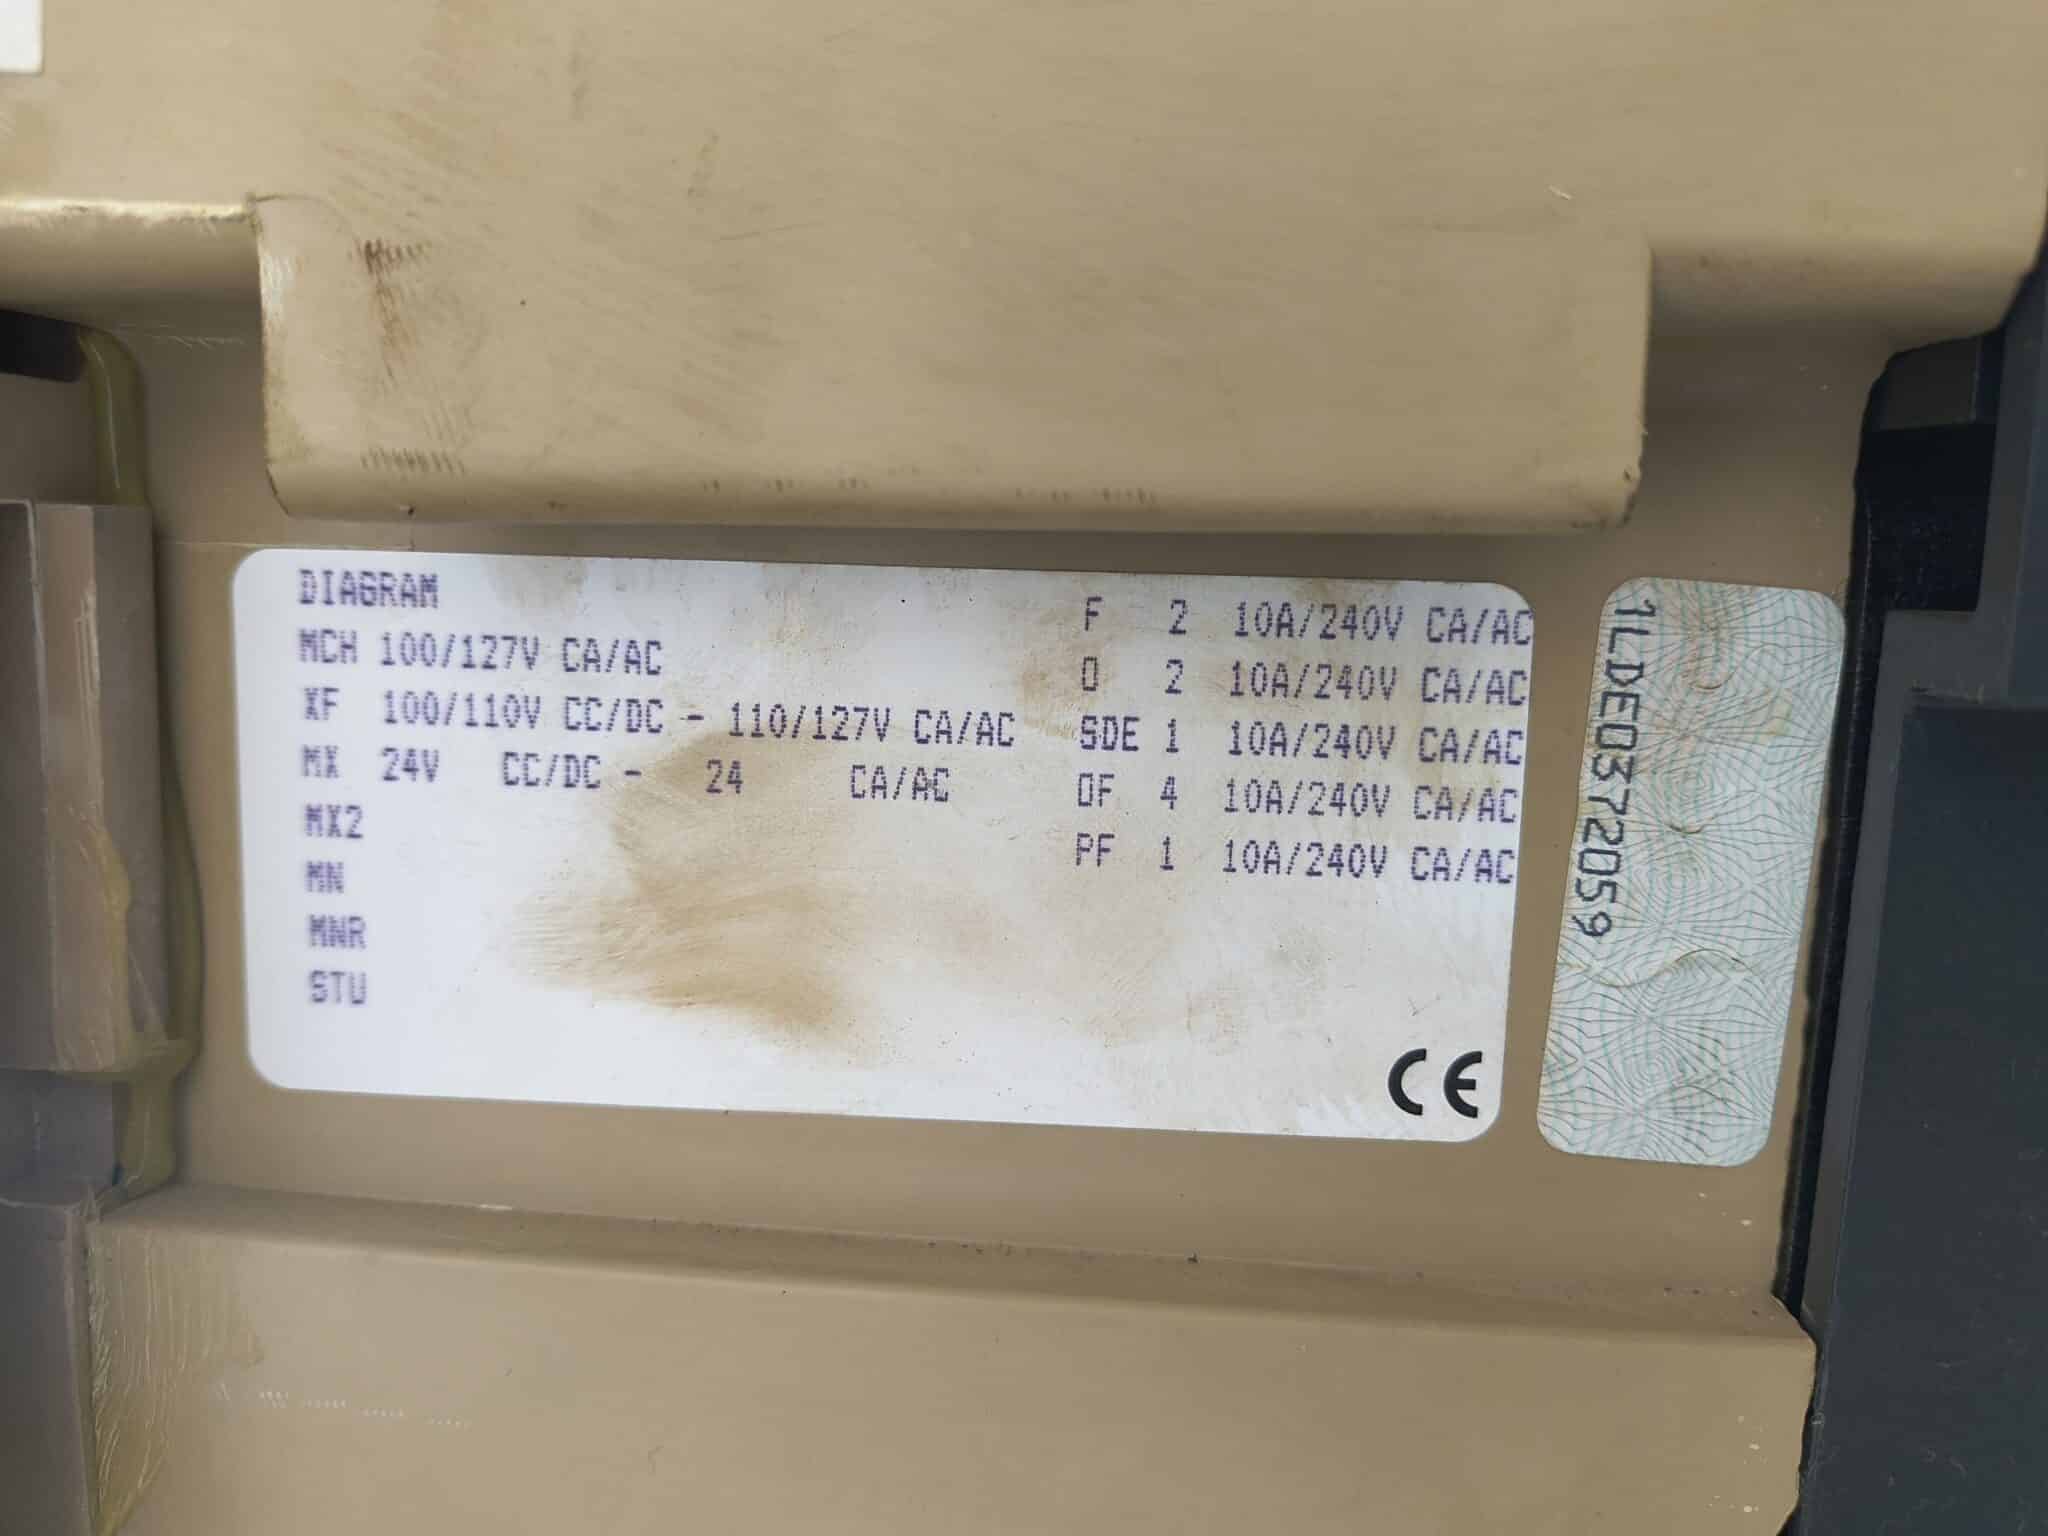 DIAGRAM
MCH 100/127V CA/AC
XF 100/110V CC/DC - 110/127V CA/AC
MX 24V CC/DC - 24 CA/AC
MX2
MN
MNR
STU
F 2 10A/240V CA/AC
O 2 10A/240V CA/AC
SDE 1 10A/240V CA/AC
OF 4 10A/240V CA/AC
PF 1 10A/240V CA/AC
CE
1LDE0372059